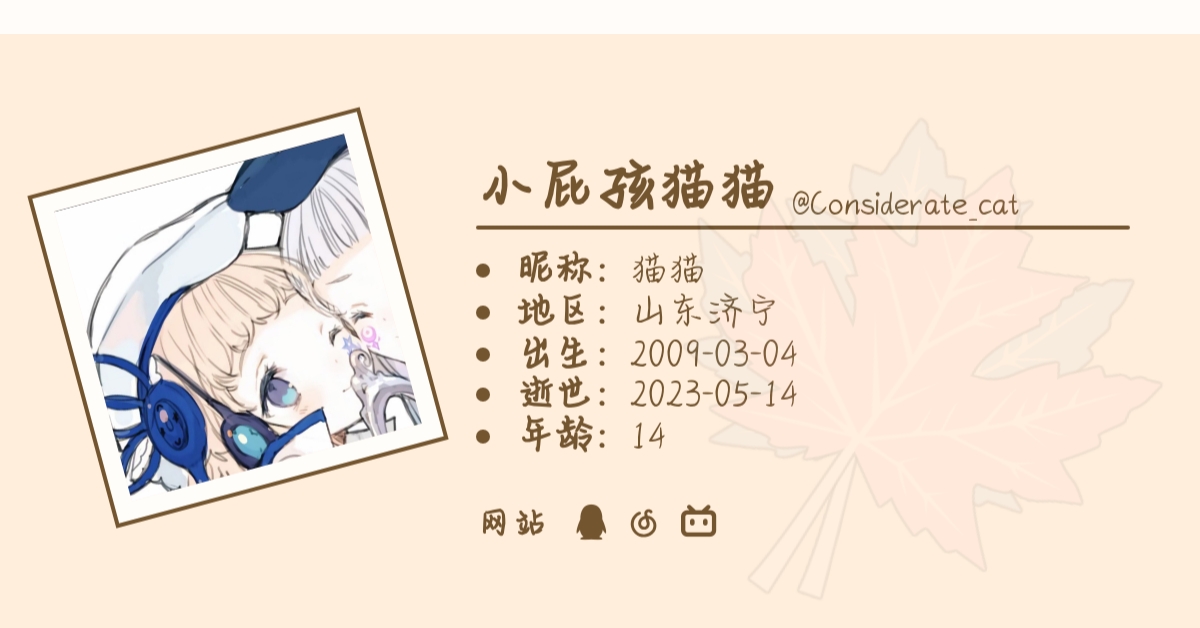 小屁孩猫猫 @Considerate_cat
昵称：猫猫
地区：山东济宁
出生：2009-03-04
逝世：2023-05-14
年龄：14
网站